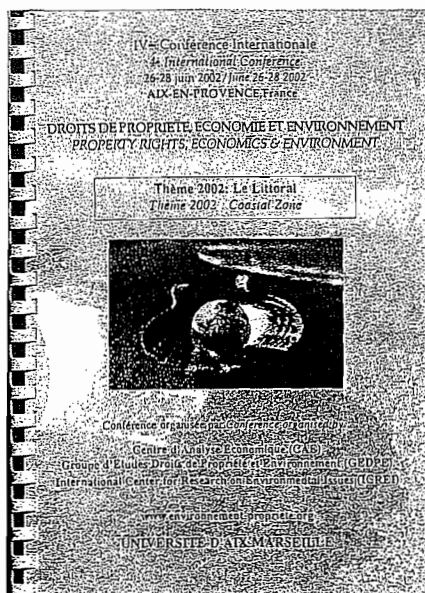 IVème Conférence Internationale
4th International Conference
26-28 juin 2002 / June 26-28 2002
AIX-EN-PROVENCE, France
DROITS DE PROPRIETE, ECONOMIE ET ENVIRONNEMENT
PROPERTY RIGHTS, ECONOMICS & ENVIRONMENT
Thème 2002: Le Littoral
Theme 2002 : Coastal Zone
Conférence organisée par/Conference organised by
Centre d'Analyse Economique (CAE)
Groupe d'Etudes Droits de Propriété et Environnement (GEDPE)
International Center for Research on Environmental Issues (ICREI)
www.environnement-propriete.org
UNIVERSITE D'AIX-MARSEILLE